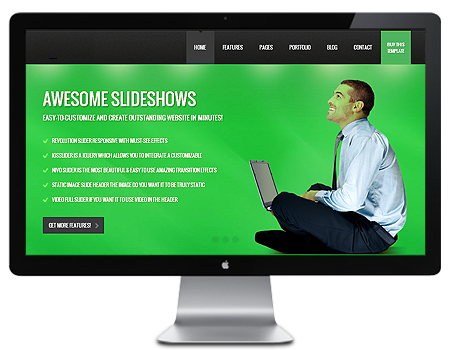 HOME FEATURES PAGES PORTFOLIO BLOG CONTACT BUY THIS
TEMPLATE
AWESOME SLIDESHOWS
EASY-TO CUSTOMIZE AND CREATE OUTSTANDING WEBSITE IN MINUTES!
REVOLUTION SLIDER RESPONSIVE WITH MUST-SEE EFFECTS
IOSSLIDER IS A JQUERY WHICH ALLOWS YOU TO INTEGRATE A CUSTOMIZABLE
NIVO SLIDER IS THE MOST BEAUTIFUL & EASY TO USE AMAZING TRANSITION EFFECTS
STATIC IMAGE SLIDE HEADER THE IMAGE CO YOU WANT IT TO BE TRULY STATIC
VIDEO FULL SLIDER IF YOU WANT IT TO USE VIDEO IN THE HEADER
GET MORE FEATURES!